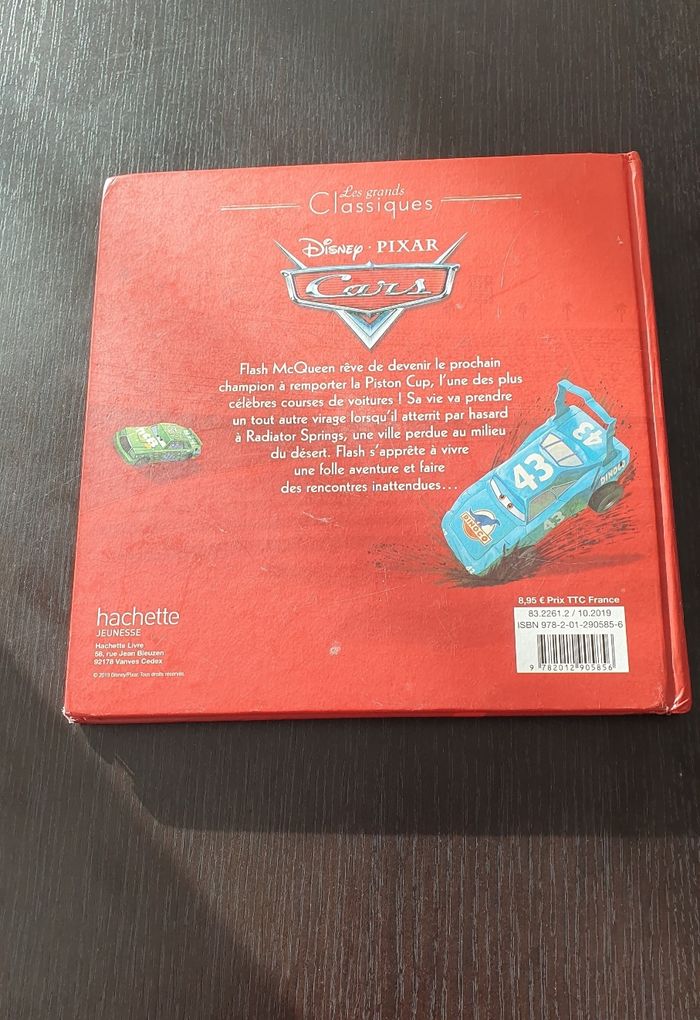 Les grands
Classiques
Disney · PIXAR
Cars
Flash McQueen rêve de devenir le prochain
champion à remporter la Piston Cup, l'une des plus
célèbres courses de voitures ! Sa vie va prendre
un tout autre virage lorsqu'il atterrit par hasard
à Radiator Springs, une ville perdue au milieu
du désert. Flash s'apprête à vivre
une folle aventure et faire
des rencontres inattendues...
43
43
DINOCO
43
DINOCO
hachette
JEUNESSE
Hachette Livre
58, rue Jean Bleuzen
92178 Vanves Cedex
© 2019 Disney/Pixar. Tous droits réservés.
8,95 € Prix TTC France
83.2261.2 / 10.2019
ISBN 978-2-01-290585-6
9 782012 905856